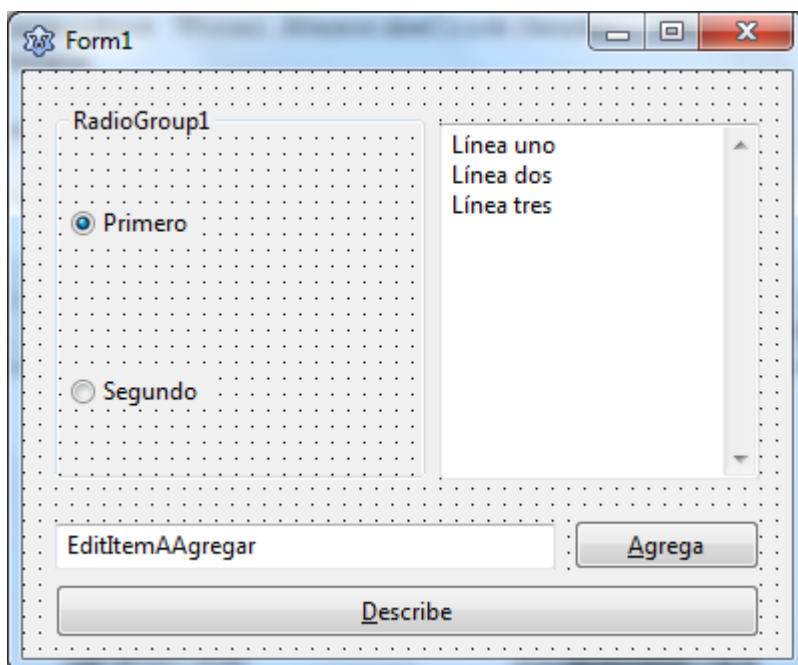 Form1
RadioGroup1
Primero
Segundo
Línea uno
Línea dos
Línea tres
EditItemAAgregar
Agrega
Describe